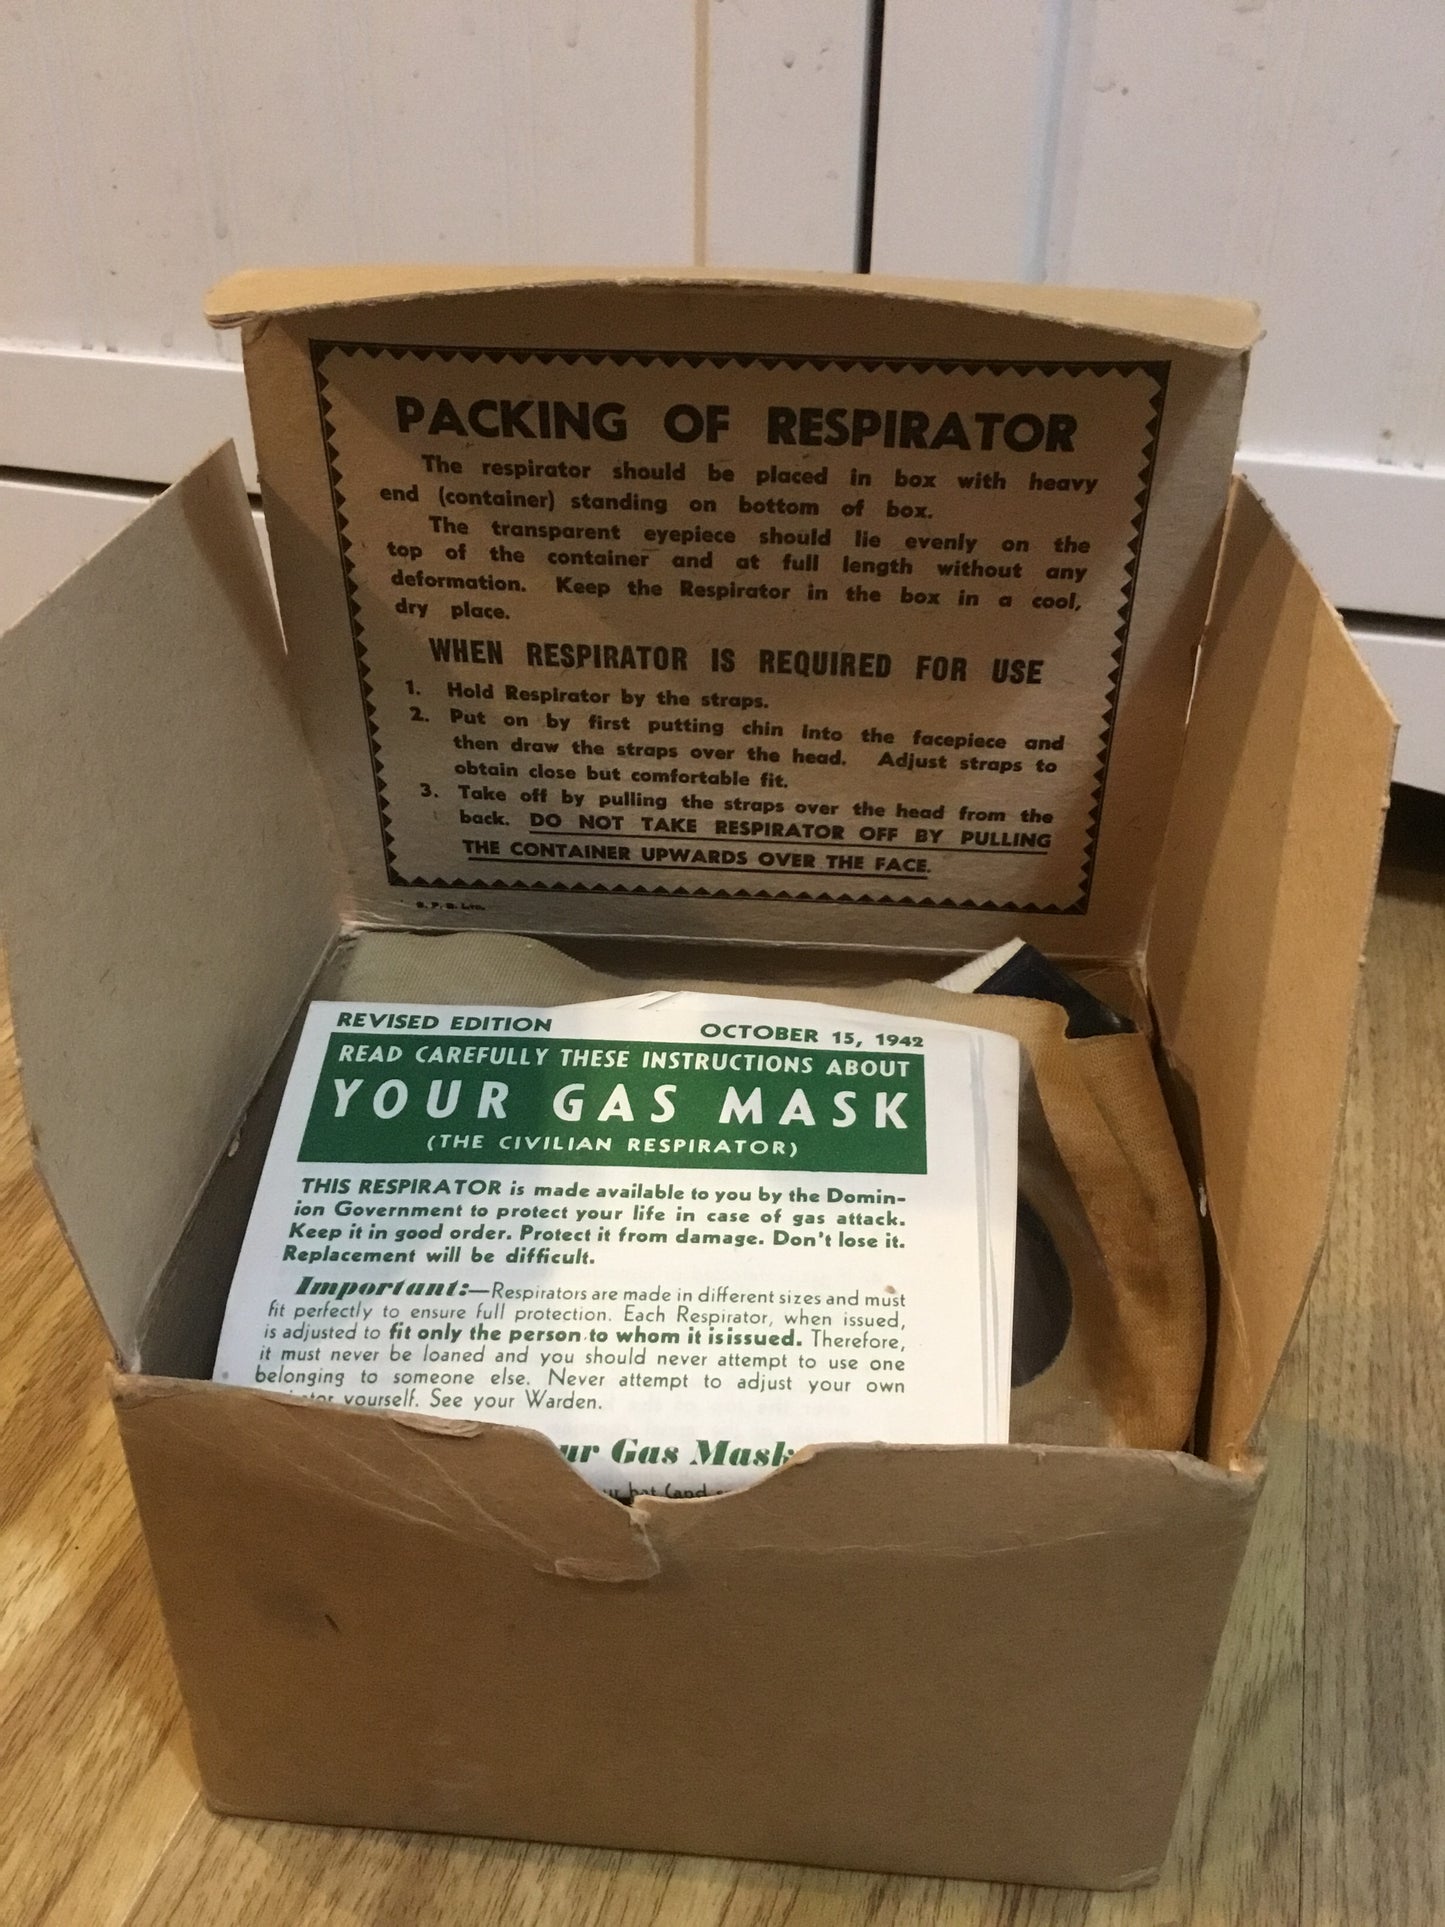 PACKING OF RESPIRATOR
The respirator should be placed in box with heavy
end (container) standing on bottom of box.
The transparent eyepiece should lie evenly on the
top of the container and at full length without any
deformation. Keep the Respirator in the box in a cool,
dry place.
WHEN RESPIRATOR IS REQUIRED FOR USE
1. Hold Respirator by the straps.
2. Put on by first putting chin into the facepiece and
then draw the straps over the head. Adjust straps to
obtain close but comfortable fit.
3. Take off by pulling the straps over the head from the
back. DO NOT TAKE RESPIRATOR OFF BY PULLING
THE CONTAINER UPWARDS OVER THE FACE.
REVISED EDITION OCTOBER 15, 1942
READ CAREFULLY THESE INSTRUCTIONS ABOUT
YOUR GAS MASK
(THE CIVILIAN RESPIRATOR)
THIS RESPIRATOR is made available to you by the Domin-
ion Government to protect your life in case of gas attack.
Keep it in good order. Protect it from damage. Don't lose it.
Replacement will be difficult.
Important:—Respirators are made in different sizes and must
fit perfectly to ensure full protection. Each Respirator, when issued,
is adjusted to fit only the person to whom it is issued. Therefore,
it must never be loaned and you should never attempt to use one
belonging to someone else. Never attempt to adjust your own
yourself. See your Warden.
Gas Mask